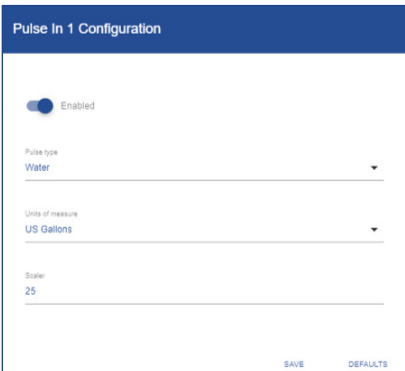 Pulse In 1 Configuration
Enabled
Pulse type
Water
Units of measure
US Gallons
Scaler
25
SAVE DEFAULTS